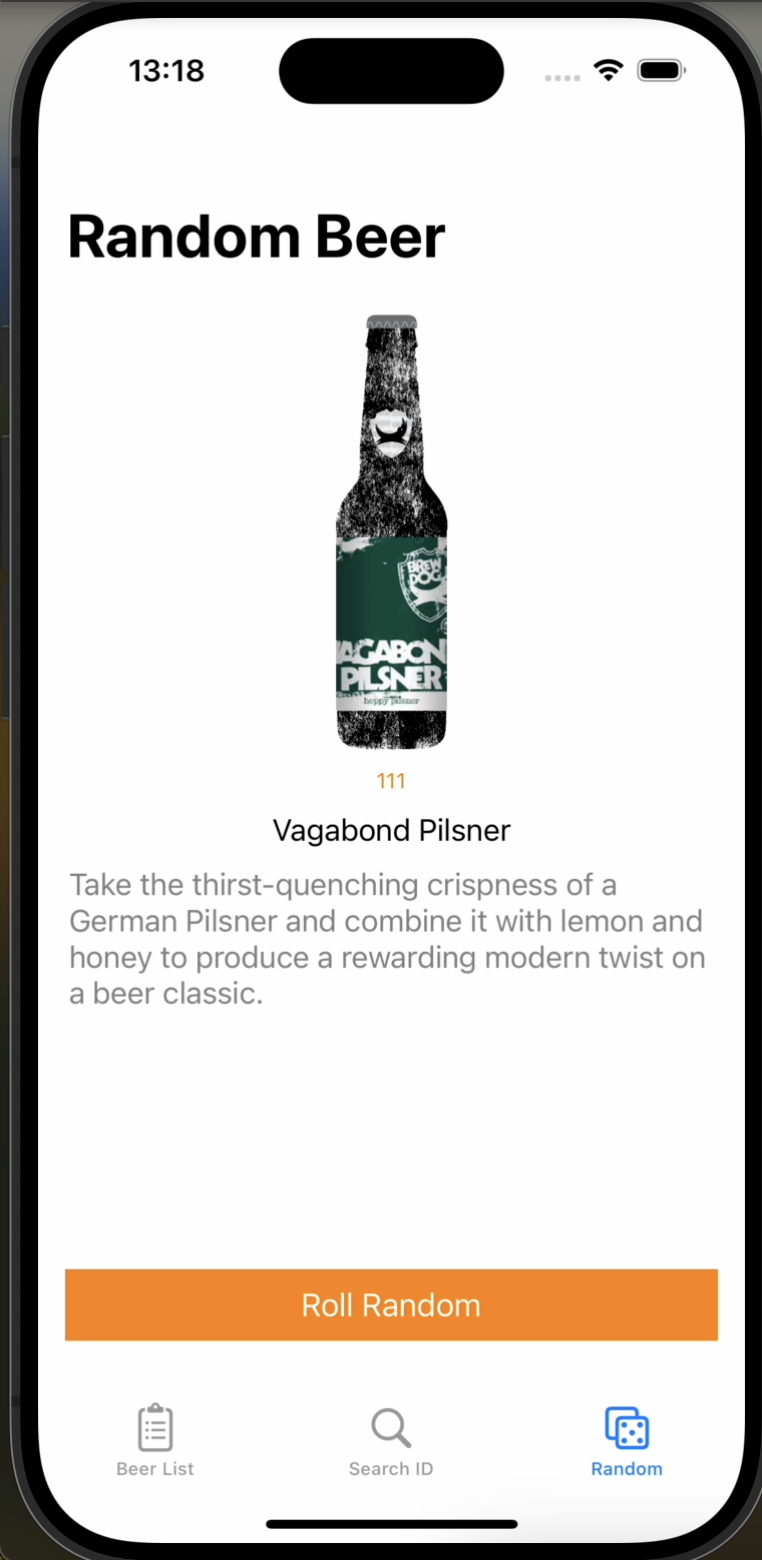 13:18
Random Beer
BREW
DOG
VAGABOND
PILSNER
hoppy pilsner
111
Vagabond Pilsner
Take the thirst-quenching crispness of a
German Pilsner and combine it with lemon and
honey to produce a rewarding modern twist on
a beer classic.
Roll Random
Beer List
Search ID
Random